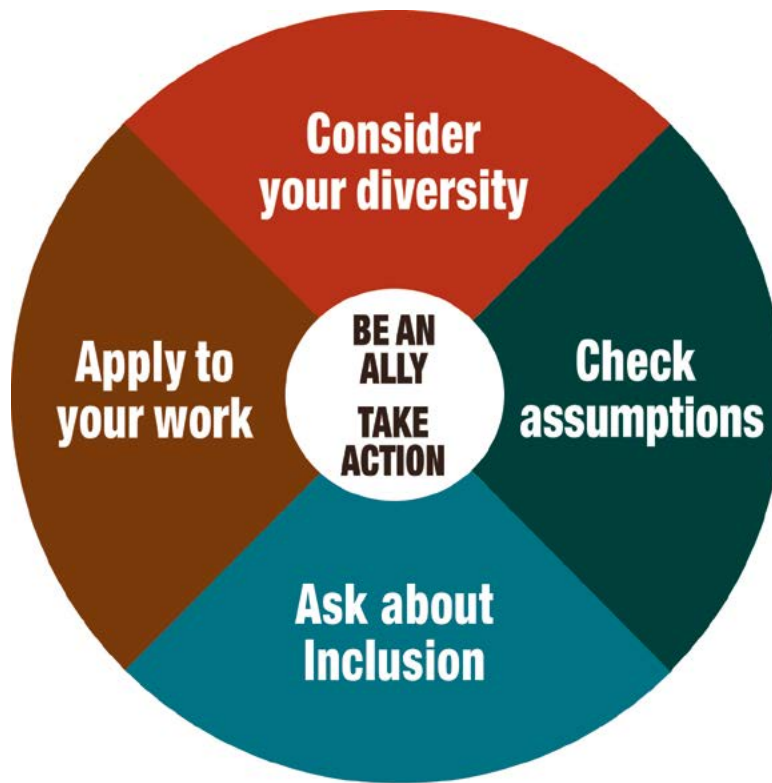 Consider
your diversity
Check
assumptions
Ask about
Inclusion
Apply to
your work
BE AN
ALLY
TAKE
ACTION